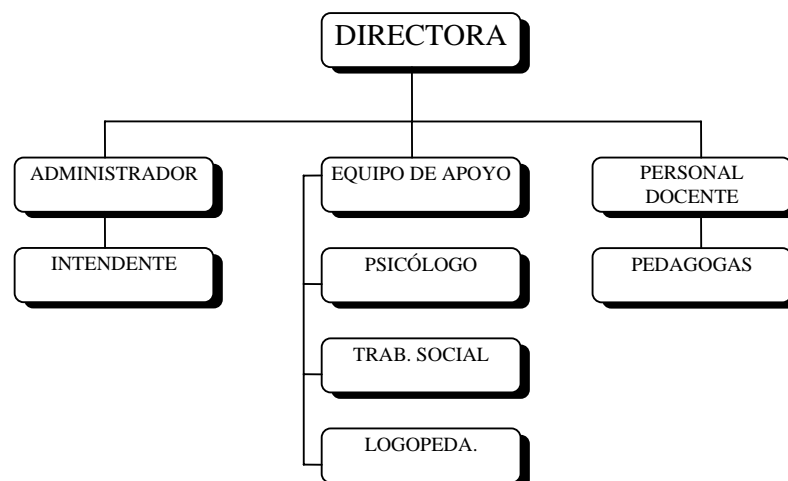 DIRECTORA
ADMINISTRADOR
EQUIPO DE APOYO
PERSONAL
DOCENTE
INTENDENTE
PSICÓLOGO
PEDAGOGAS
TRAB. SOCIAL
LOGOPEDA.